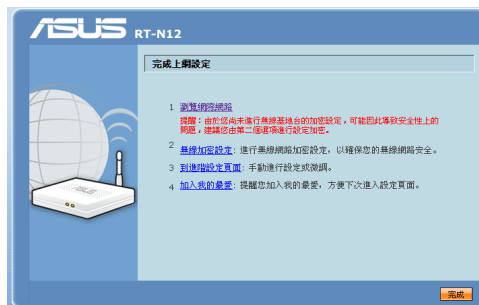 ASUS RT-N12
完成上網設定
1 瀏覽網際網路
提醒：由於您尚未進行無線基地台的加密設定，可能因此導致安全性上的
問題，建議您由第二個選項進行設定加密。
2 無線加密設定: 進行無線網路加密設定，以確保您的無線網路安全。
3 到進階設定頁面: 手動進行設定或微調。
4 加入我的最愛: 提醒您加入我的最愛，方便下次進入設定頁面。
完成